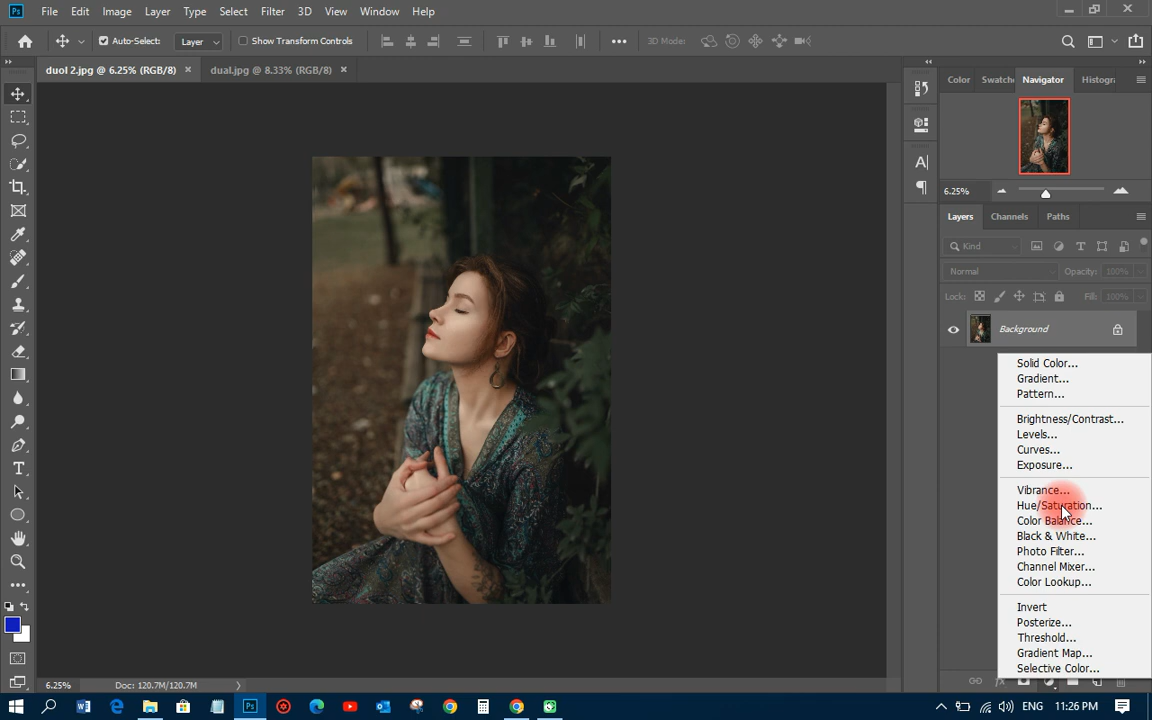 Ps File Edit Image Layer Type Select Filter 3D View Window Help
Auto-Select: Layer Show Transform Controls 3D Mode:
duol 2.jpg @ 6.25% (RGB/8) × dual.jpg @ 8.33% (RGB/8) ×
Color Swatche Navigator Histogra
6.25%
Layers Channels Paths
Kind
Normal Opacity: 100%
Lock: Fill: 100%
Background
Solid Color...
Gradient...
Pattern...
Brightness/Contrast...
Levels...
Curves...
Exposure...
Vibrance...
Hue/Saturation...
Color Balance...
Black & White...
Photo Filter...
Channel Mixer...
Color Lookup...
Invert
Posterize...
Threshold...
Gradient Map...
Selective Color...
6.25% Doc: 120.7M/120.7M
ENG 11:26 PM